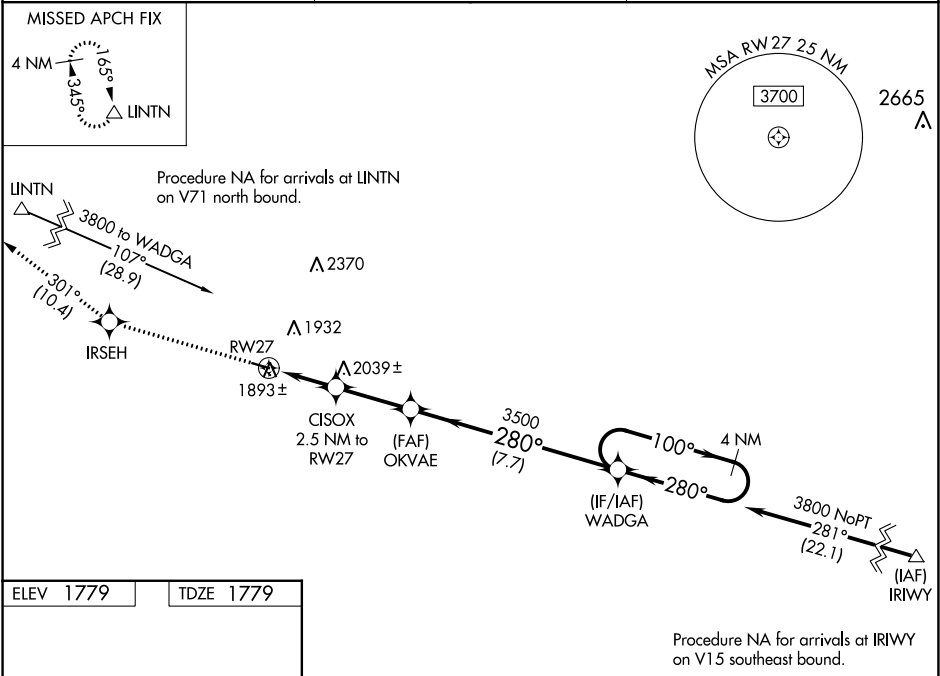 MISSED APCH FIX
4 NM
165°
345°
LINTN
MSA RW27 25 NM
3700
2665
Procedure NA for arrivals at LINTN
on V71 north bound.
LINTN
3800 to WADGA
107°
(28.9)
2370
301°
(10.4)
1932
IRSEH
RW27
2039±
1893±
CISOX
2.5 NM to
RW27
(FAF)
OKVAE
3500
280°
(7.7)
100°
4 NM
280°
(IF/IAF)
WADGA
3800 NoPT
281°
(22.1)
(IAF)
IRIWY
ELEV 1779
TDZE 1779
Procedure NA for arrivals at IRIWY
on V15 southeast bound.